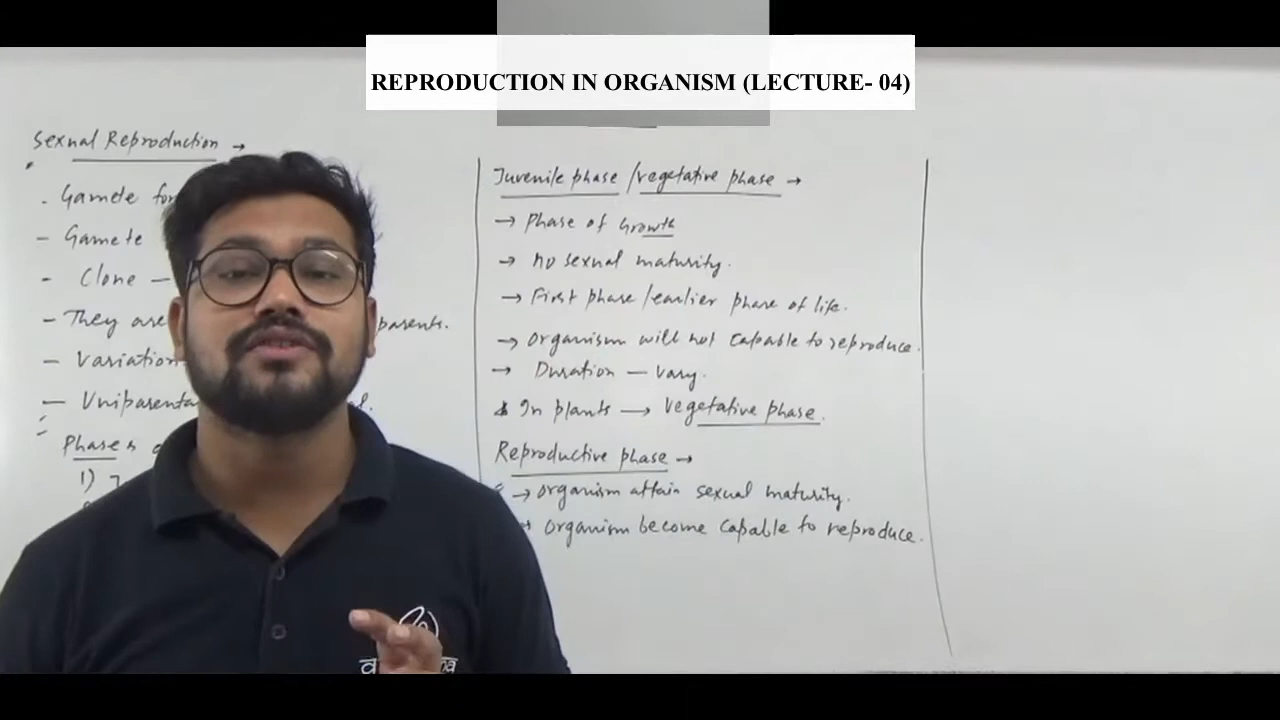 REPRODUCTION IN ORGANISM (LECTURE- 04)
Sexual Reproduction →
. Gamete
- Gamete
- Clone -
- They are parents.
- Variation
-
Phases
1)
Juvenile phase / vegetative phase →
→ Phase of Growth
→ no sexual maturity.
→ First phase / earlier phase of life.
→ organism will not capable to reproduce.
→ Duration — vary.
In plants → vegetative phase.
Reproductive phase →
→ organism attain sexual maturity.
→ organism become capable to reproduce.